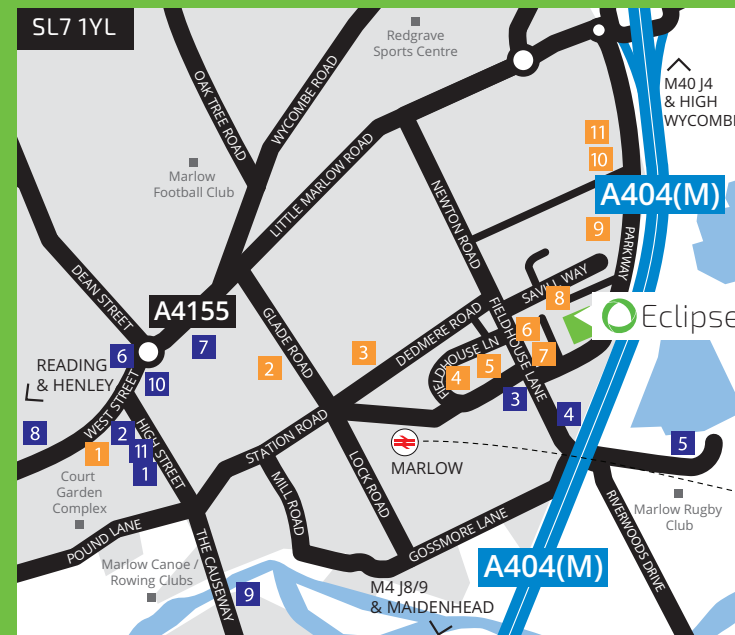 SL7 1YL
Redgrave
Sports Centre
M40 J4
& HIGH
WYCOMBE
OAK TREE ROAD
WYCOMBE ROAD
LITTLE MARLOW ROAD
Marlow
Football Club
11
10
A404(M)
NEWTON ROAD
9
PARKWAY
DEAN STREET
A4155
GLADE ROAD
SAVILL WAY
8
Eclipse
DEDMERE ROAD
FIELDHOUSE LANE
6
7
6
7
READING
& HENLEY
10
2
3
FIELDHOUSE LN
4
5
3
4
WEST STREET
HIGH STREET
8
2
11
1
1
STATION ROAD
MARLOW
5
Court
Garden
Complex
MILL ROAD
LOCK ROAD
Marlow Rugby
Club
POUND LANE
THE CAUSEWAY
GOSSMORE LANE
RIVERWOODS DRIVE
Marlow Canoe /
Rowing Clubs
A404(M)
9
M4 J8/9
& MAIDENHEAD